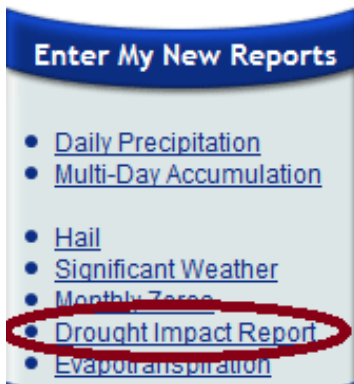 Enter My New Reports
Daily Precipitation
Multi-Day Accumulation
Hail
Significant Weather
Monthly Zeros
Drought Impact Report
Evapotranspiration